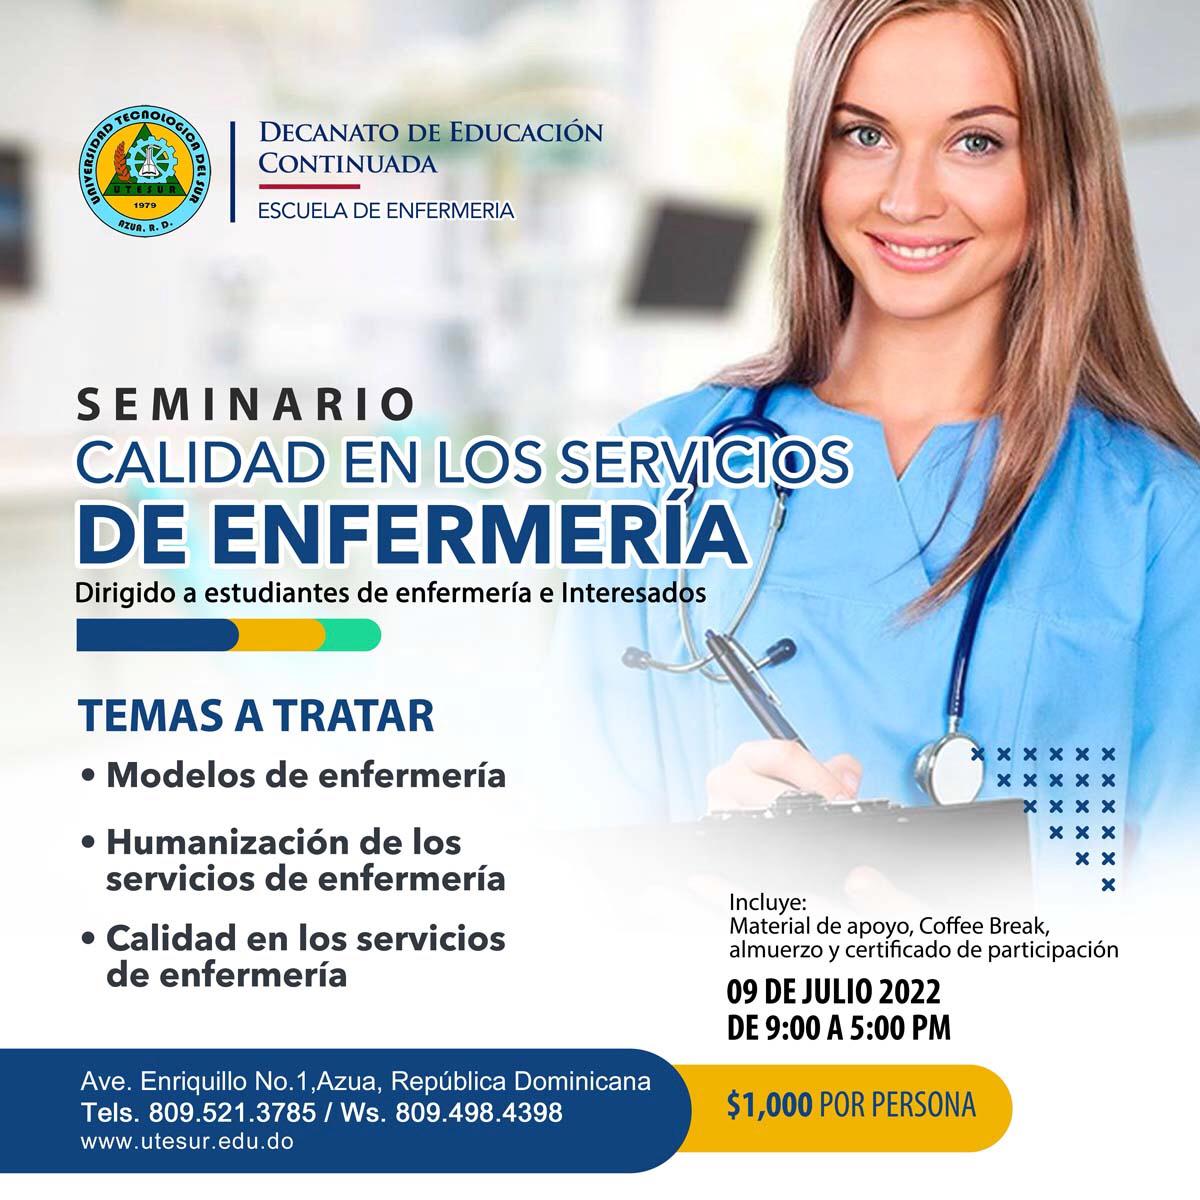 UNIVERSIDAD TECNOLOGICA DEL SUR
UTESUR
1979
AZUA, R. D.
DECANATO DE EDUCACIÓN
CONTINUADA
ESCUELA DE ENFERMERIA
SEMINARIO
CALIDAD EN LOS SERVICIOS
DE ENFERMERÍA
Dirigido a estudiantes de enfermería e Interesados
TEMAS A TRATAR
• Modelos de enfermería
• Humanización de los
servicios de enfermería
• Calidad en los servicios
de enfermería
Incluye:
Material de apoyo, Coffee Break,
almuerzo y certificado de participación
09 DE JULIO 2022
DE 9:00 A 5:00 PM
Ave. Enriquillo No.1,Azua, República Dominicana
Tels. 809.521.3785 / Ws. 809.498.4398
www.utesur.edu.do
$1,000 POR PERSONA